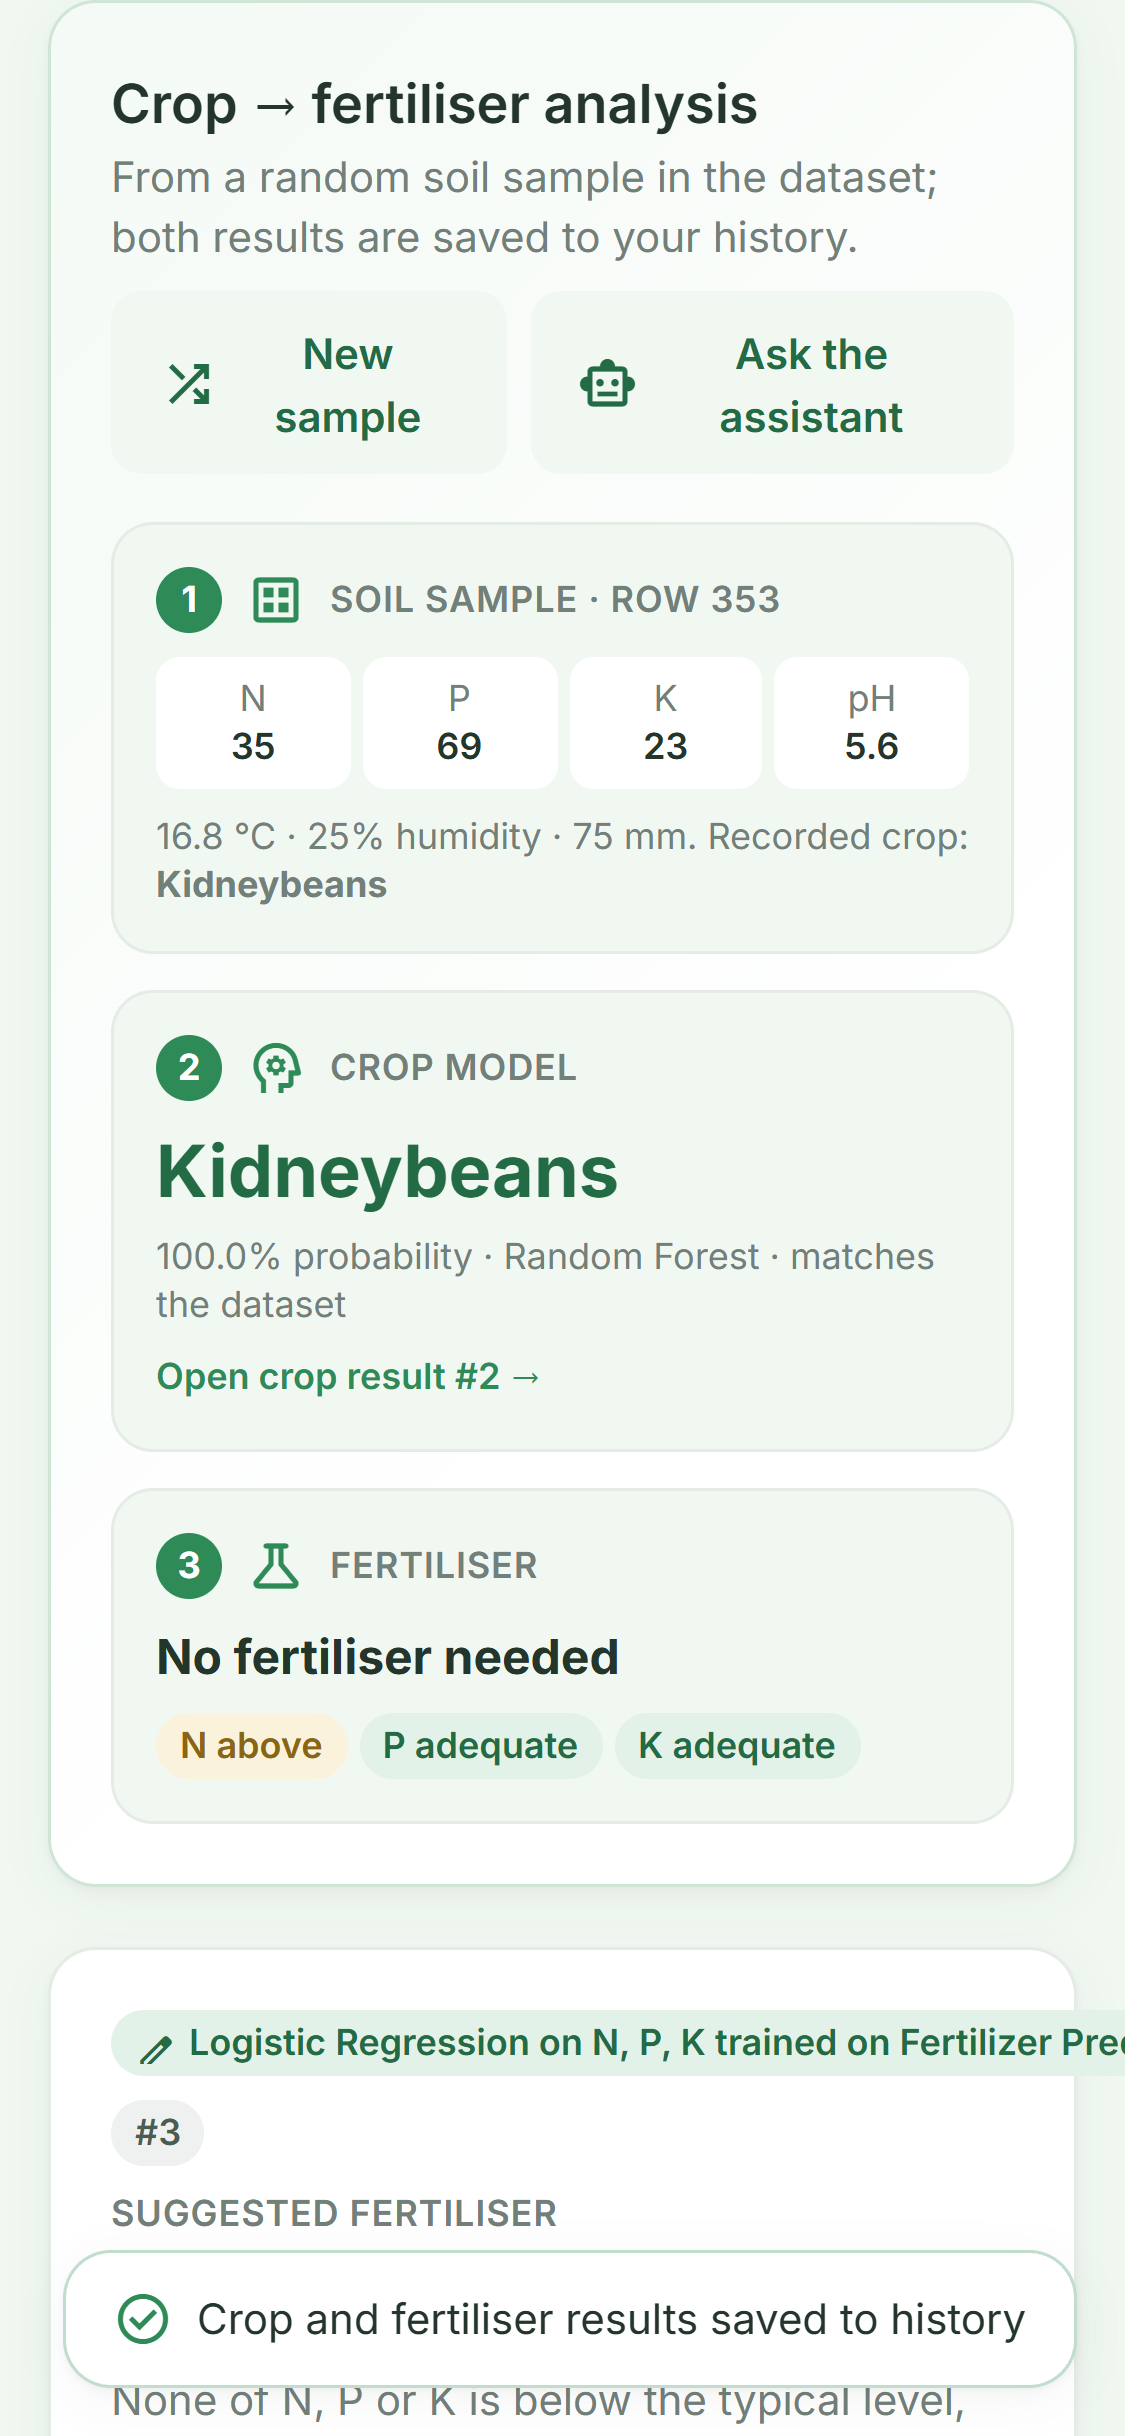 Crop → fertiliser analysis
From a random soil sample in the dataset;
both results are saved to your history.
New
sample
Ask the
assistant
1 SOIL SAMPLE · ROW 353
N P K pH
35 69 23 5.6
16.8 °C · 25% humidity · 75 mm. Recorded crop:
Kidneybeans
2 CROP MODEL
Kidneybeans
100.0% probability · Random Forest · matches
the dataset
Open crop result #2 →
3 FERTILISER
No fertiliser needed
N above P adequate K adequate
Logistic Regression on N, P, K trained on Fertilizer
#3
SUGGESTED FERTILISER
Crop and fertiliser results saved to history
None of N, P or K is below the typical level,